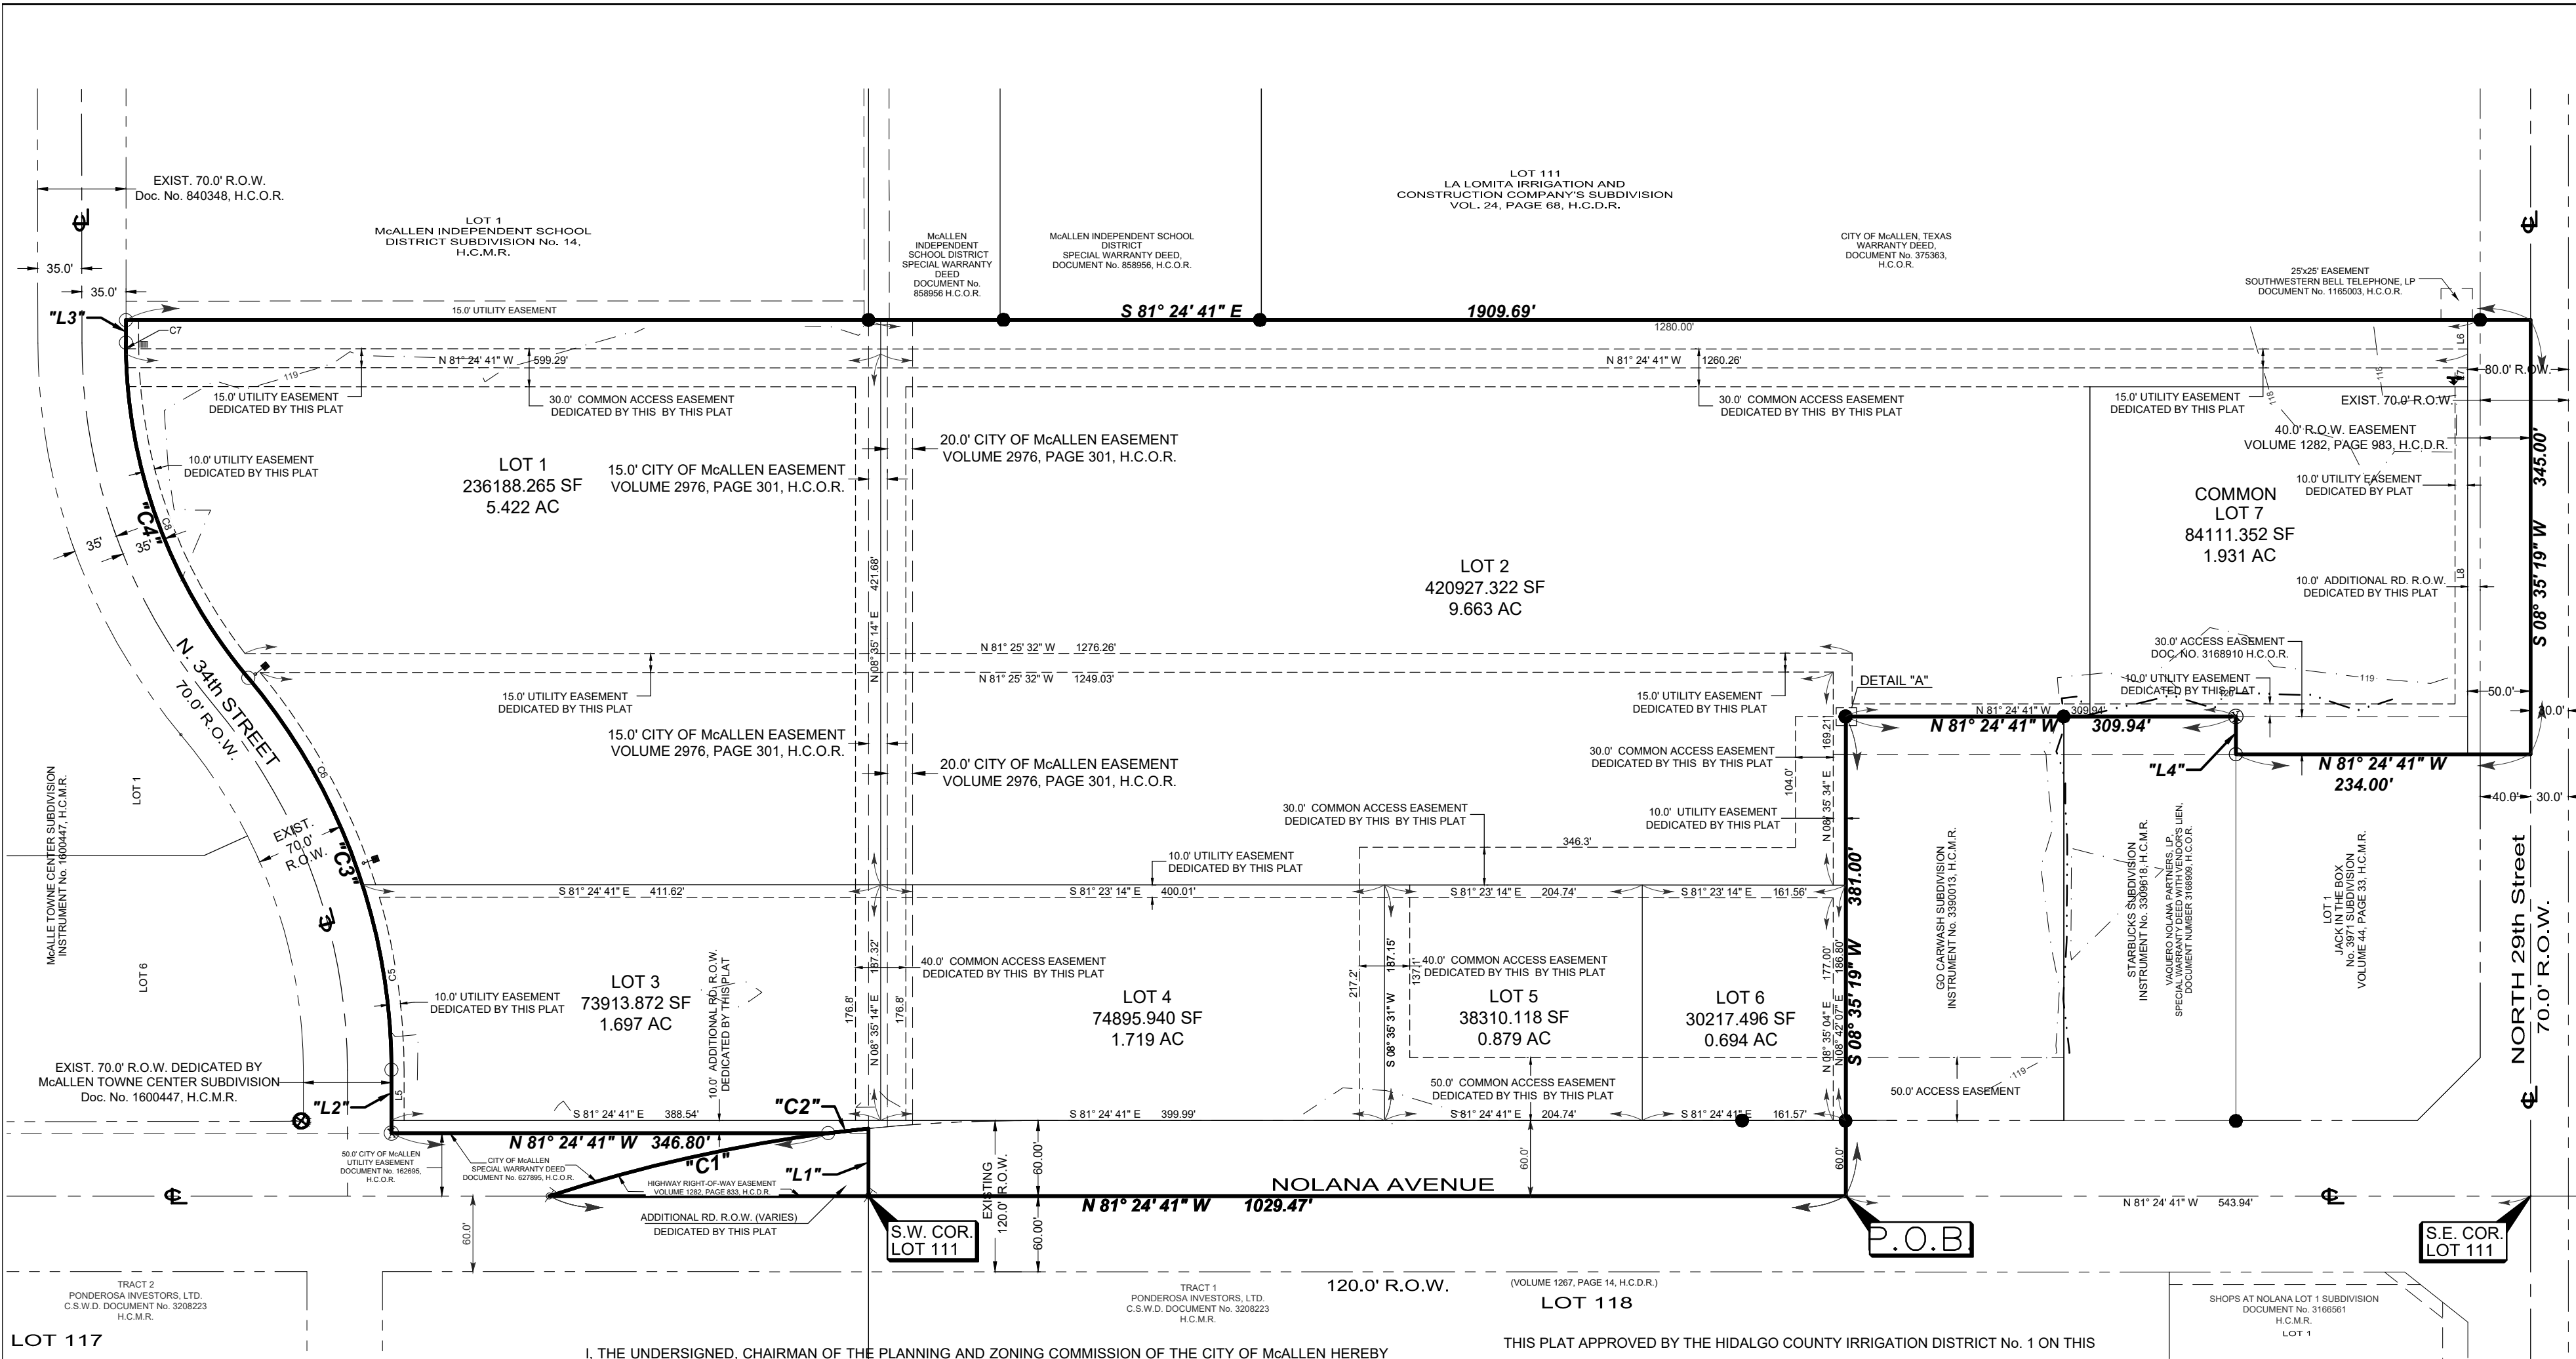 EXIST. 70.0' R.O.W.
Doc. No. 840348, H.C.O.R.
LOT 1
McALLEN INDEPENDENT SCHOOL
DISTRICT SUBDIVISION No. 14,
H.C.M.R.
McALLEN
INDEPENDENT
SCHOOL DISTRICT
SPECIAL WARRANTY
DEED
DOCUMENT No.
858956 H.C.O.R.
McALLEN INDEPENDENT SCHOOL
DISTRICT
SPECIAL WARRANTY DEED,
DOCUMENT No. 858956, H.C.O.R.
LOT 111
LA LOMITA IRRIGATION AND
CONSTRUCTION COMPANY'S SUBDIVISION
VOL. 24, PAGE 68, H.C.D.R.
CITY OF McALLEN, TEXAS
WARRANTY DEED,
DOCUMENT No. 375363,
H.C.O.R.
25'x25' EASEMENT
SOUTHWESTERN BELL TELEPHONE, LP
DOCUMENT No. 1165003, H.C.O.R.
35.0'
35.0'
"L3"
C7
15.0' UTILITY EASEMENT
S 81° 24' 41" E
1909.69'
1280.00'
L6
N 81° 24' 41" W
599.29'
N 81° 24' 41" W
1260.26'
119
118
118
L7
80.0' R.O.W.
15.0' UTILITY EASEMENT
DEDICATED BY THIS PLAT
30.0' COMMON ACCESS EASEMENT
DEDICATED BY THIS BY THIS PLAT
30.0' COMMON ACCESS EASEMENT
DEDICATED BY THIS BY THIS PLAT
15.0' UTILITY EASEMENT
DEDICATED BY THIS PLAT
EXIST. 70.0' R.O.W.
40.0' R.O.W. EASEMENT
VOLUME 1282, PAGE 983, H.C.D.R.
10.0' UTILITY EASEMENT
DEDICATED BY THIS PLAT
LOT 1
236188.265 SF
5.422 AC
15.0' CITY OF McALLEN EASEMENT
VOLUME 2976, PAGE 301, H.C.O.R.
20.0' CITY OF McALLEN EASEMENT
VOLUME 2976, PAGE 301, H.C.O.R.
10.0' UTILITY EASEMENT
DEDICATED BY PLAT
345.00'
S 08° 35' 19" W
COMMON
LOT 7
84111.352 SF
1.931 AC
"C4"
C8
35'
35'
421.68'
N 08° 35' 14" E
LOT 2
420927.322 SF
9.663 AC
L8
10.0' ADDITIONAL RD. R.O.W.
DEDICATED BY THIS PLAT
N. 34th STREET
70.0' R.O.W.
N 81° 25' 32" W
1276.26'
N 81° 25' 32" W
1249.03'
30.0' ACCESS EASEMENT
DOC. NO. 3168910 H.C.O.R.
10.0' UTILITY EASEMENT
DEDICATED BY THIS PLAT
119
120
50.0'
15.0' UTILITY EASEMENT
DEDICATED BY THIS PLAT
15.0' UTILITY EASEMENT
DEDICATED BY THIS PLAT
DETAIL "A"
N 81° 24' 41" W
309.94'
N 81° 24' 41" W
309.94'
15.0' CITY OF McALLEN EASEMENT
VOLUME 2976, PAGE 301, H.C.O.R.
20.0' CITY OF McALLEN EASEMENT
VOLUME 2976, PAGE 301, H.C.O.R.
30.0' COMMON ACCESS EASEMENT
DEDICATED BY THIS BY THIS PLAT
169.21'
N 08° 35' 34" E
104.0'
"L4"
N 81° 24' 41" W
234.00'
40.0'
30.0'
McALLE TOWNE CENTER SUBDIVISION
INSTRUMENT No. 1600447, H.C.M.R.
LOT 1
LOT 6
C6
EXIST.
70.0'
R.O.W.
"C3"
30.0' COMMON ACCESS EASEMENT
DEDICATED BY THIS BY THIS PLAT
10.0' UTILITY EASEMENT
DEDICATED BY THIS PLAT
346.3'
10.0' UTILITY EASEMENT
DEDICATED BY THIS PLAT
S 81° 24' 41" E
411.62'
S 81° 23' 14" E
400.01'
S 81° 23' 14" E
204.74'
S 81° 23' 14" E
161.56'
381.00'
S 08° 35' 19" W
GO CARWASH SUBDIVISION
INSTRUMENT No. 3390013, H.C.M.R.
STARBUCKS SUBDIVISION
INSTRUMENT No. 3309618, H.C.M.R.
VAQUERO NOLANA PARTNERS, LP.
SPECIAL WARRANTY DEED WITH VENDOR'S LIEN,
DOCUMENT NUMBER 3168909, H.C.O.R.
LOT 1
JACK IN THE BOX
No. 3971 SUBDIVISION
VOLUME 44, PAGE 33, H.C.M.R.
NORTH 29th Street
70.0' R.O.W.
C5
10.0' UTILITY EASEMENT
DEDICATED BY THIS PLAT
LOT 3
73913.872 SF
1.697 AC
10.0' ADDITIONAL RD. R.O.W.
DEDICATED BY THIS PLAT
187.32'
N 08° 35' 14" E
176.8'
176.8'
40.0' COMMON ACCESS EASEMENT
DEDICATED BY THIS BY THIS PLAT
LOT 4
74895.940 SF
1.719 AC
217.2'
187.15'
S 08° 35' 31" W
137.1'
40.0' COMMON ACCESS EASEMENT
DEDICATED BY THIS BY THIS PLAT
LOT 5
38310.118 SF
0.879 AC
LOT 6
30217.496 SF
0.694 AC
177.00'
N 08° 35' 04" E
186.80'
N 08° 42' 07" E
50.0' COMMON ACCESS EASEMENT
DEDICATED BY THIS BY THIS PLAT
50.0' ACCESS EASEMENT
119
EXIST. 70.0' R.O.W. DEDICATED BY
McALLEN TOWNE CENTER SUBDIVISION
Doc. No. 1600447, H.C.M.R.
"L2"
L5
S 81° 24' 41" E
388.54'
"C2"
S 81° 24' 41" E
399.99'
S 81° 24' 41" E
204.74'
S 81° 24' 41" E
161.57'
N 81° 24' 41" W
346.80'
"C1"
"L1"
50.0' CITY OF McALLEN
UTILITY EASEMENT
DOCUMENT No. 162695,
H.C.O.R.
CITY OF McALLEN
SPECIAL WARRANTY DEED
DOCUMENT No. 627895, H.C.O.R.
HIGHWAY RIGHT-OF-WAY EASEMENT
VOLUME 1282, PAGE 833, H.C.D.R.
EXISTING
120.0' R.O.W.
60.00'
60.00'
60.0'
60.0'
60.0'
NOLANA AVENUE
N 81° 24' 41" W
1029.47'
N 81° 24' 41" W
543.94'
ADDITIONAL RD. R.O.W. (VARIES)
DEDICATED BY THIS PLAT
S.W. COR.
LOT 111
P.O.B.
S.E. COR.
LOT 111
TRACT 2
PONDEROSA INVESTORS, LTD.
C.S.W.D. DOCUMENT No. 3208223
H.C.M.R.
LOT 117
TRACT 1
PONDEROSA INVESTORS, LTD.
C.S.W.D. DOCUMENT No. 3208223
H.C.M.R.
120.0' R.O.W.
(VOLUME 1267, PAGE 14, H.C.D.R.)
LOT 118
SHOPS AT NOLANA LOT 1 SUBDIVISION
DOCUMENT No. 3166561
H.C.M.R.
LOT 1
I, THE UNDERSIGNED, CHAIRMAN OF THE PLANNING AND ZONING COMMISSION OF THE CITY OF McALLEN HEREBY
THIS PLAT APPROVED BY THE HIDALGO COUNTY IRRIGATION DISTRICT No. 1 ON THIS